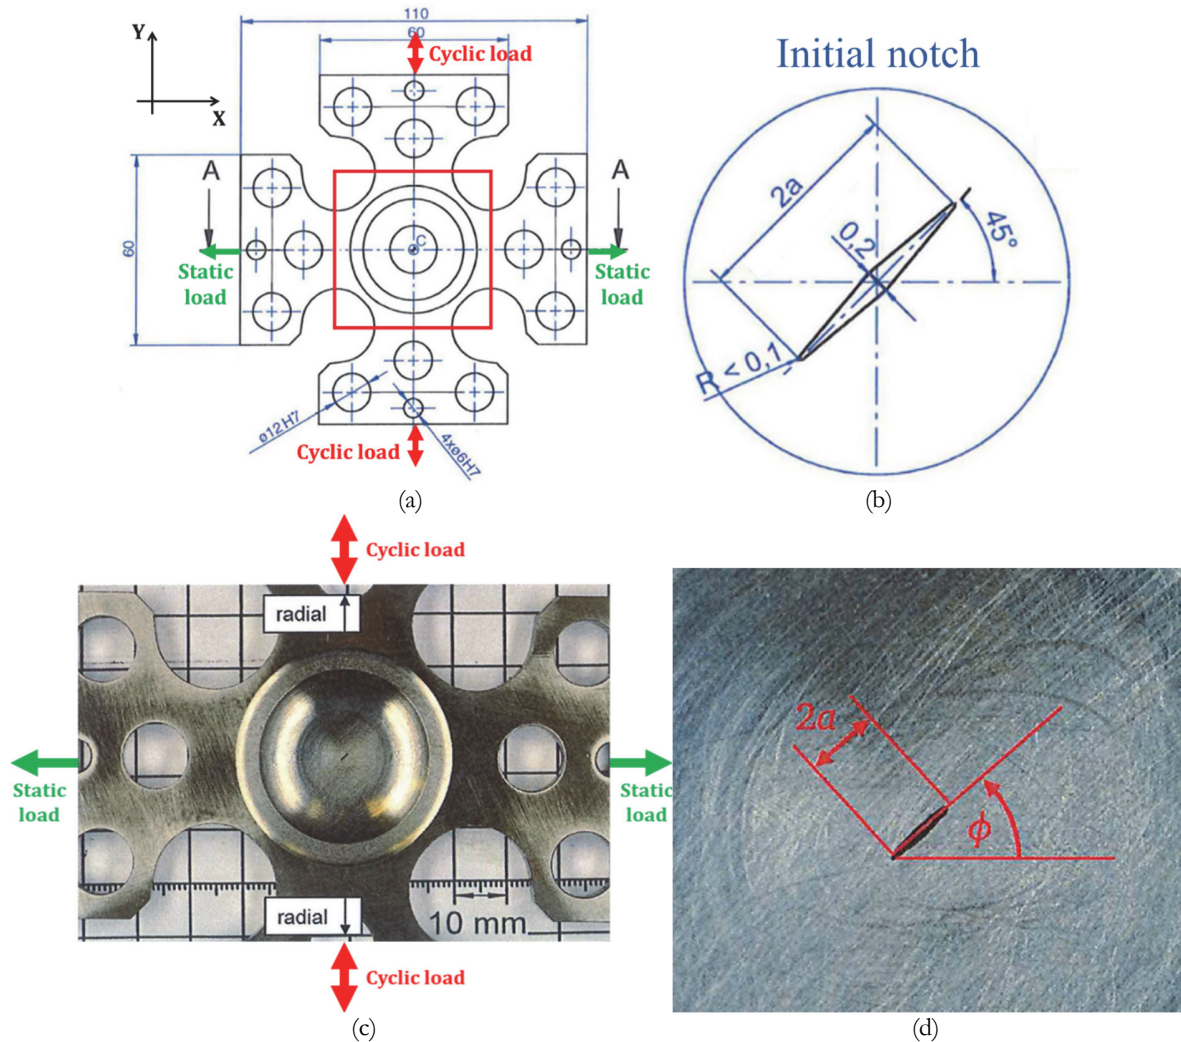 110
60
Cyclic load
Y
X
A
A
60
C
Static
load
Static
load
ø12H7
4xø6H7
Cyclic load
(a)
Initial notch
2a
0,2
45°
R < 0,1
(b)
Cyclic load
radial
Static
load
Static
load
radial
10 mm
Cyclic load
(c)
2a
ϕ
(d)